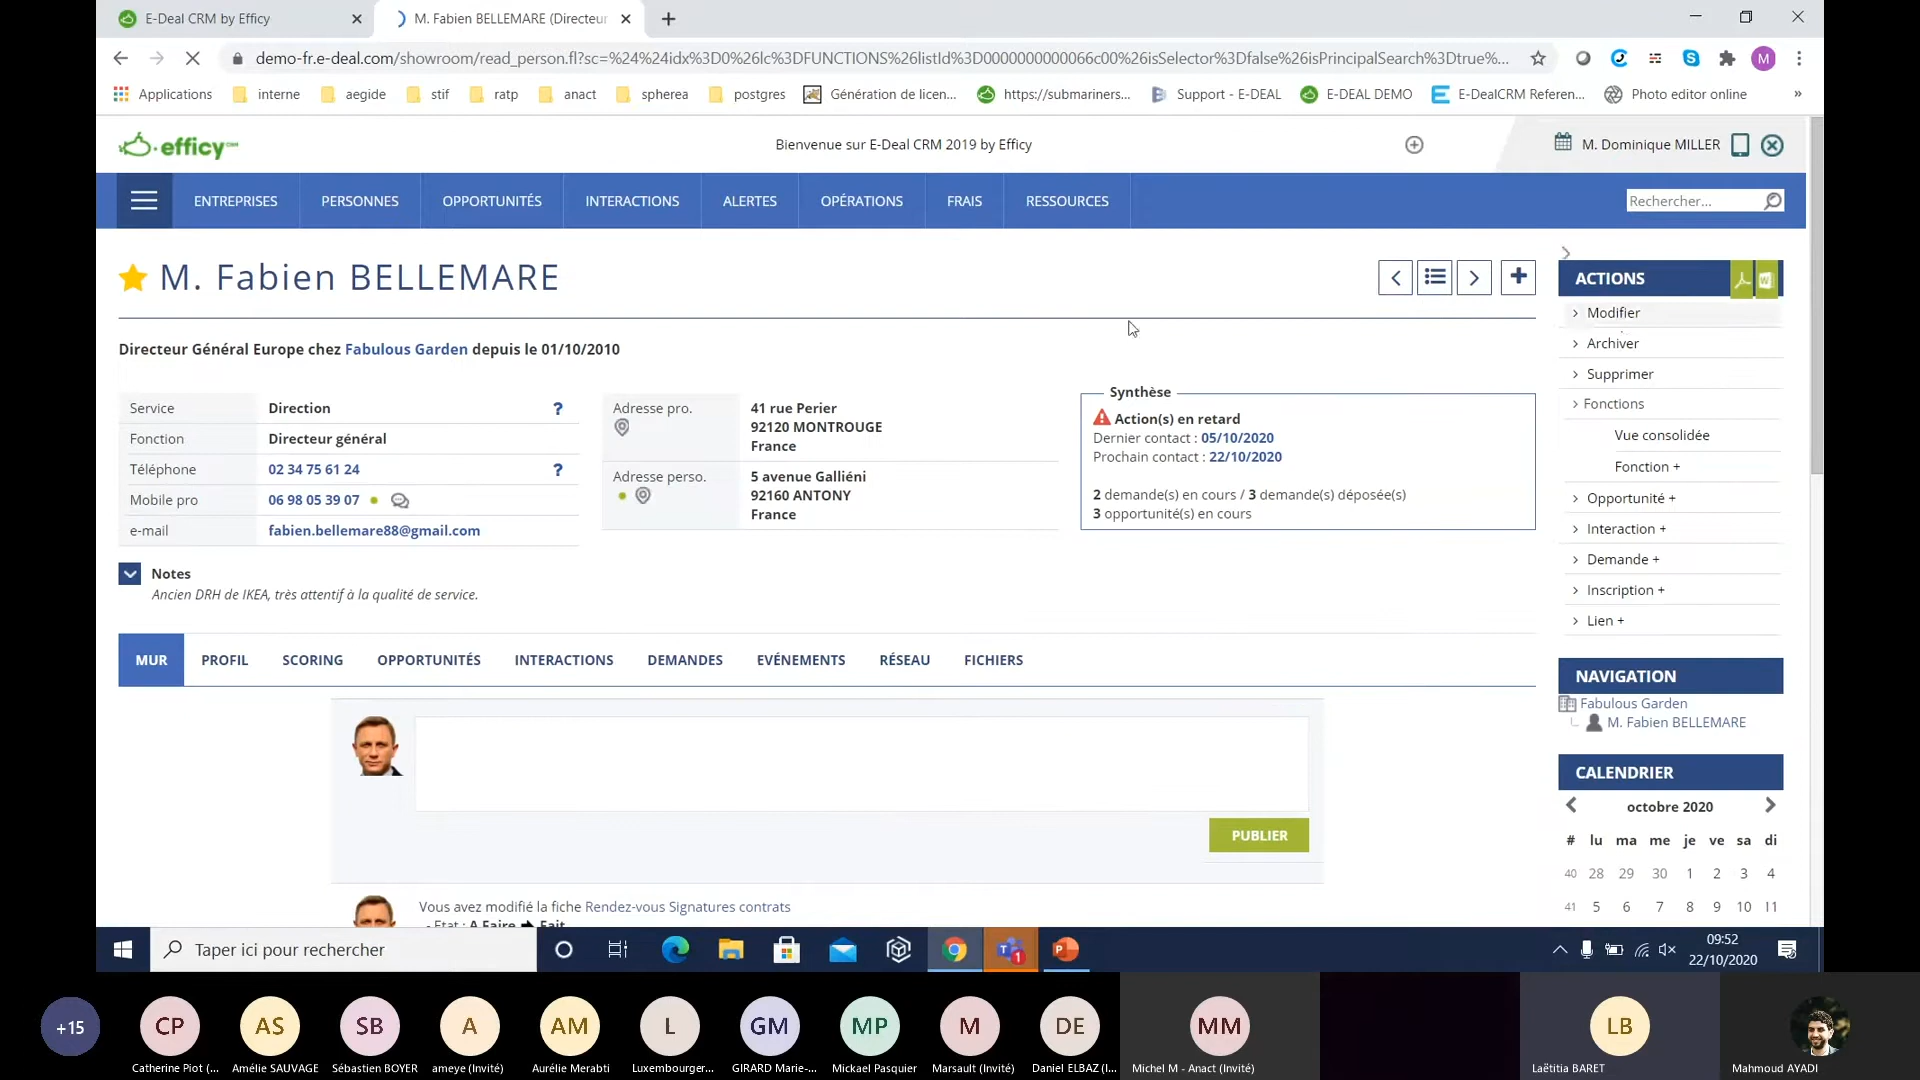 E-Deal CRM by Efficy
M. Fabien BELLEMARE (Directeur
demo-fr.e-deal.com/showroom/read_person.fl?sc=%24%24idx%3D0%26lc%3DFUNCTIONS%26listId%3D0000000000066c00%26isSelector%3Dfalse%26isPrincipalSearch%3Dtrue%...
M
Applications
interne
aegide
stif
ratp
anact
spherea
postgres
Génération de licen...
https://submariners...
Support - E-DEAL
E-DEAL DEMO
E-DealCRM Referen...
Photo editor online
»
efficy CRM
Bienvenue sur E-Deal CRM 2019 by Efficy
M. Dominique MILLER
ENTREPRISES
PERSONNES
OPPORTUNITÉS
INTERACTIONS
ALERTES
OPÉRATIONS
FRAIS
RESSOURCES
Rechercher...
M. Fabien BELLEMARE
Directeur Général Europe chez Fabulous Garden depuis le 01/10/2010
Service
Direction
?
Fonction
Directeur général
Téléphone
02 34 75 61 24
?
Mobile pro
06 98 05 39 07
e-mail
fabien.bellemare88@gmail.com
Adresse pro.
41 rue Perier
92120 MONTROUGE
France
Adresse perso.
5 avenue Galliéni
92160 ANTONY
France
Synthèse
Action(s) en retard
Dernier contact : 05/10/2020
Prochain contact : 22/10/2020
2 demande(s) en cours / 3 demande(s) déposée(s)
3 opportunité(s) en cours
Notes
Ancien DRH de IKEA, très attentif à la qualité de service.
MUR
PROFIL
SCORING
OPPORTUNITÉS
INTERACTIONS
DEMANDES
EVÉNEMENTS
RÉSEAU
FICHIERS
PUBLIER
Vous avez modifié la fiche Rendez-vous Signatures contrats
- Etat : A Faire ➔ Fait
ACTIONS
Modifier
Archiver
Supprimer
Fonctions
Vue consolidée
Fonction +
Opportunité +
Interaction +
Demande +
Inscription +
Lien +
NAVIGATION
Fabulous Garden
M. Fabien BELLEMARE
CALENDRIER
octobre 2020
# lu ma me je ve sa di
40 28 29 30 1 2 3 4
41 5 6 7 8 9 10 11
Taper ici pour rechercher
1
09:52
22/10/2020
+15
CP
Catherine Piot (...
AS
Amélie SAUVAGE
SB
Sébastien BOYER
A
ameye (Invité)
AM
Aurélie Merabti
L
Luxembourger...
GM
GIRARD Marie-...
MP
Mickael Pasquier
M
Marsault (Invité)
DE
Daniel ELBAZ (I...
MM
Michel M - Anact (Invité)
LB
Laëtitia BARET
Mahmoud AYADI